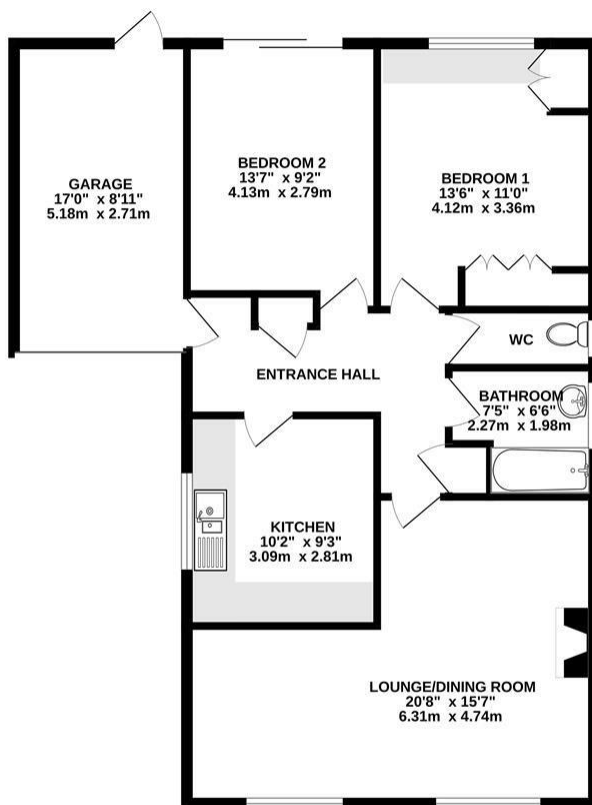 GARAGE
17'0" x 8'11"
5.18m x 2.71m
BEDROOM 2
13'7" x 9'2"
4.13m x 2.79m
BEDROOM 1
13'6" x 11'0"
4.12m x 3.36m
WC
ENTRANCE HALL
BATHROOM
7'5" x 6'6"
2.27m x 1.98m
KITCHEN
10'2" x 9'3"
3.09m x 2.81m
LOUNGE/DINING ROOM
20'8" x 15'7"
6.31m x 4.74m